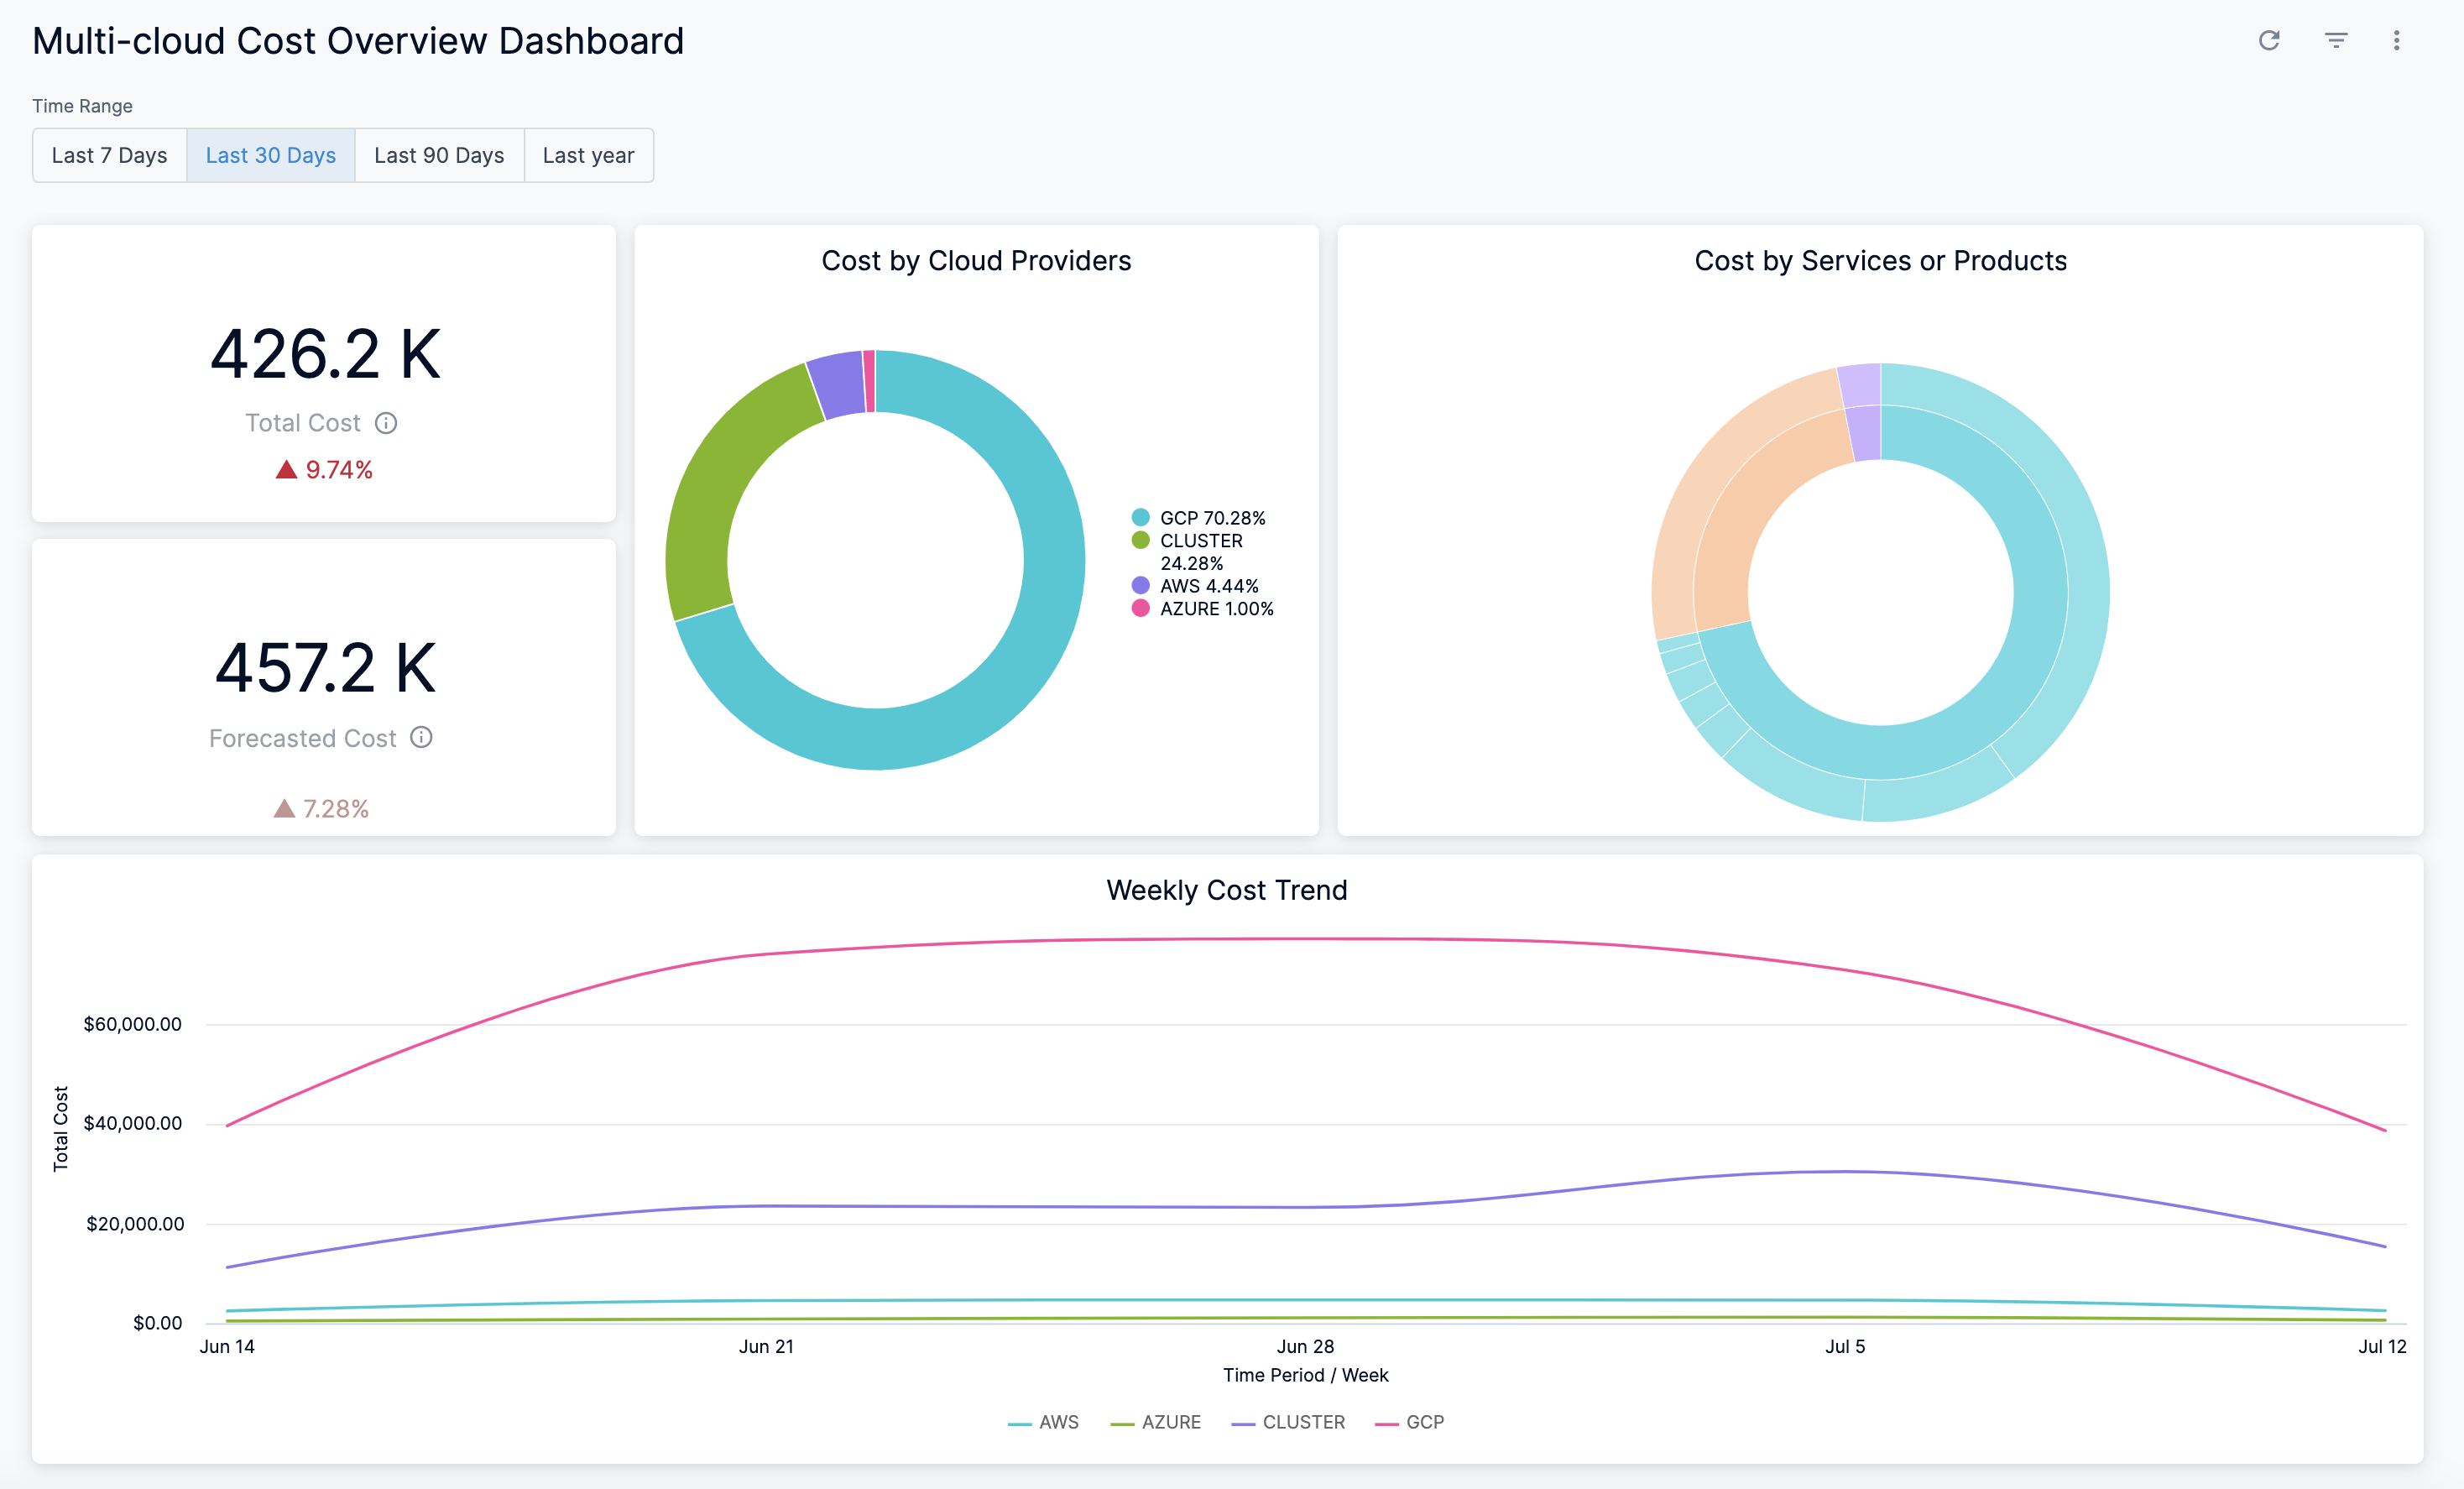 Multi-cloud Cost Overview Dashboard
Time Range
Last 7 Days
Last 30 Days
Last 90 Days
Last year
426.2 K
Total Cost
9.74%
457.2 K
Forecasted Cost
7.28%
Cost by Cloud Providers
GCP 70.28%
CLUSTER
24.28%
AWS 4.44%
AZURE 1.00%
Cost by Services or Products
Weekly Cost Trend
Total Cost
$60,000.00
$40,000.00
$20,000.00
$0.00
Jun 14
Jun 21
Jun 28
Jul 5
Jul 12
Time Period / Week
AWS
AZURE
CLUSTER
GCP